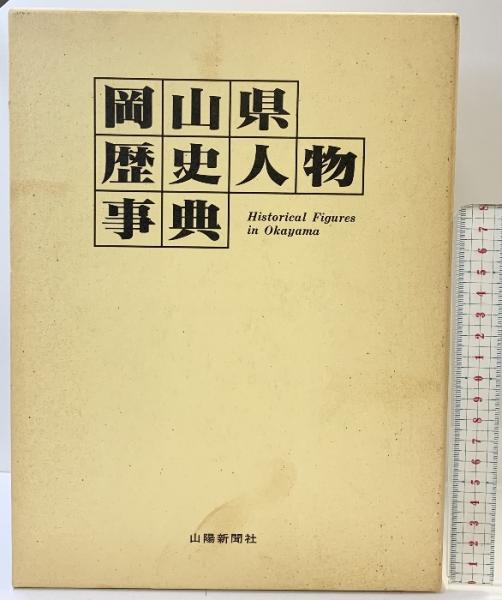 岡山県
歴史人物
事典
Historical Figures
in Okayama
山陽新聞社